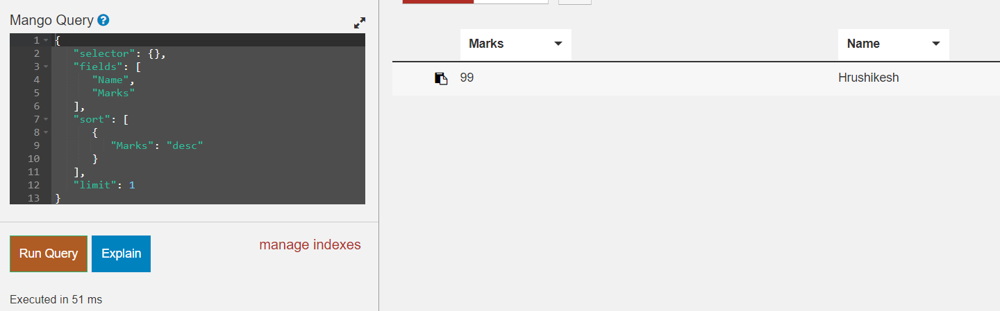 Mango Query
1 {
2 "selector": {},
3 "fields": [
4 "Name",
5 "Marks"
6 ],
7 "sort": [
8 {
9 "Marks": "desc"
10 }
11 ],
12 "limit": 1
13 }
Run Query Explain manage indexes
Executed in 51 ms
Marks Name
99 Hrushikesh